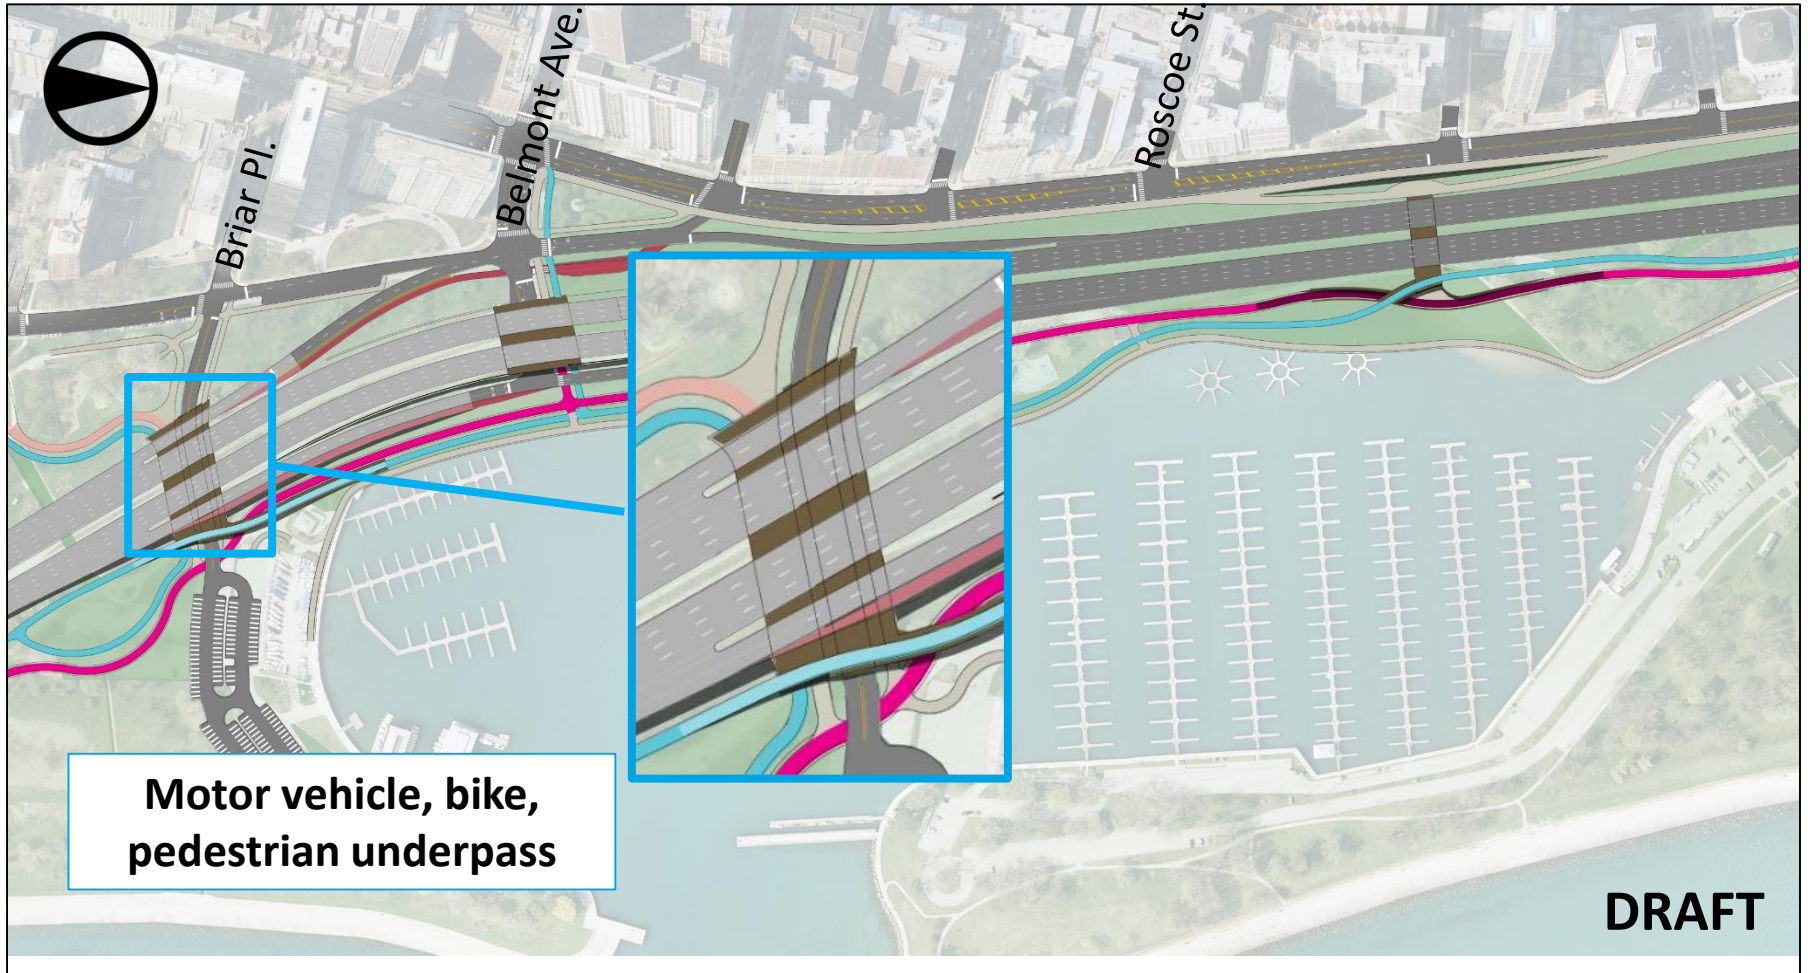 Briar Pl.
Belmont Ave.
Roscoe St.
Motor vehicle, bike,
pedestrian underpass
DRAFT